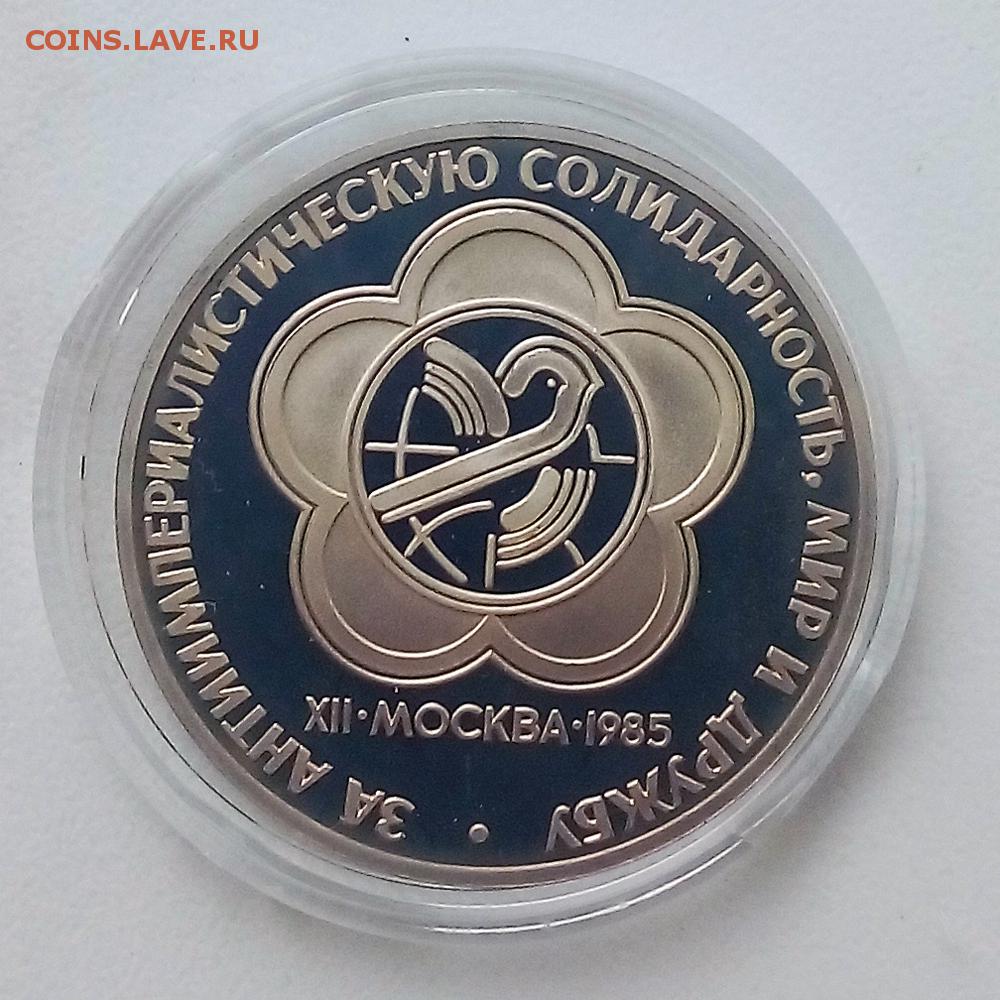 COINS.LAVE.RU
ЗА АНТИИМПЕРИАЛИСТИЧЕСКУЮ СОЛИДАРНОСТЬ, МИР И ДРУЖБУ •
XII•МОСКВА•1985